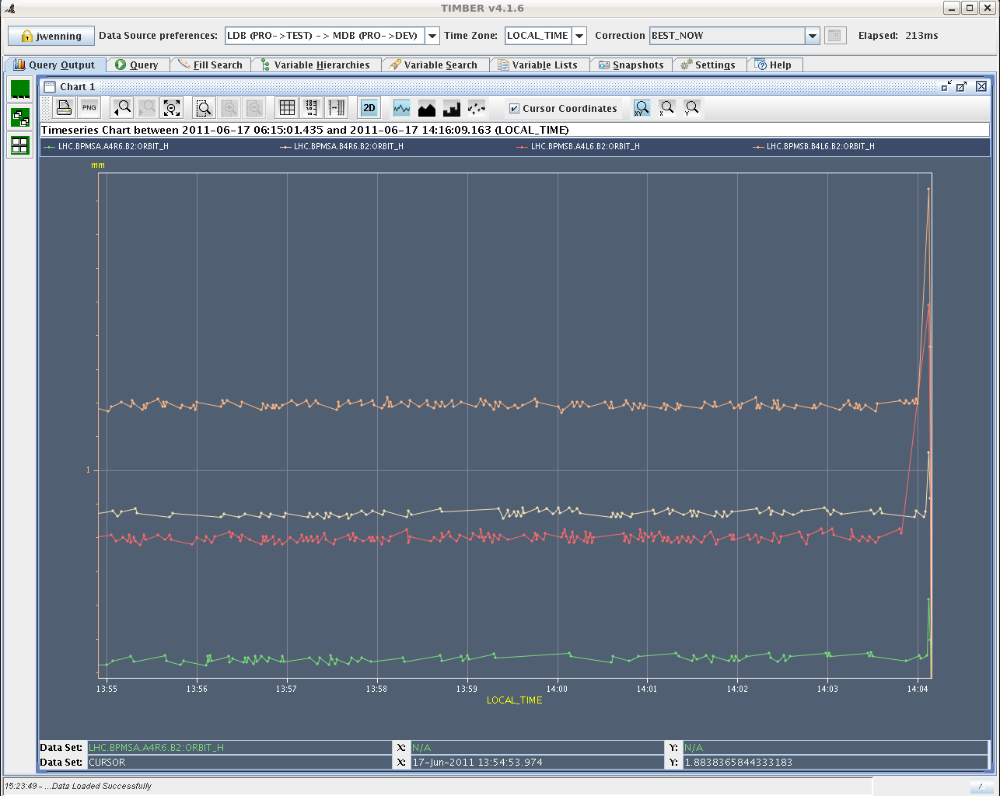 TIMBER v4.1.6
jwenning Data Source preferences: LDB (PRO->TEST) -> MDB (PRO->DEV) Time Zone: LOCAL_TIME Correction BEST_NOW Elapsed: 213ms
Query Output Query Fill Search Variable Hierarchies Variable Search Variable Lists Snapshots Settings Help
Chart 1
PNG 2D Cursor Coordinates XY X Y
Timeseries Chart between 2011-06-17 06:15:01.435 and 2011-06-17 14:16:09.163 (LOCAL_TIME)
LHC.BPMSA.A4R6.B2:ORBIT_H LHC.BPMSA.B4R6.B2:ORBIT_H LHC.BPMSB.A4L6.B2:ORBIT_H LHC.BPMSB.B4L6.B2:ORBIT_H
mm
1
13:55 13:56 13:57 13:58 13:59 14:00 14:01 14:02 14:03 14:04
LOCAL_TIME
Data Set: LHC.BPMSA.A4R6.B2:ORBIT_H X: N/A Y: N/A
Data Set: CURSOR X: 17-Jun-2011 13:54:53.974 Y: 1.8838365844333183
15:23:49 - ...Data Loaded Successfully